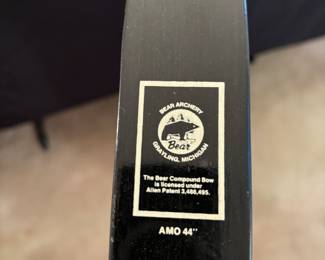 BEAR ARCHERY
Bear
GRAYLING, MICHIGAN
The Bear Compound Bow
is licensed under
Allen Patent 3,486,495.
AMO 44"